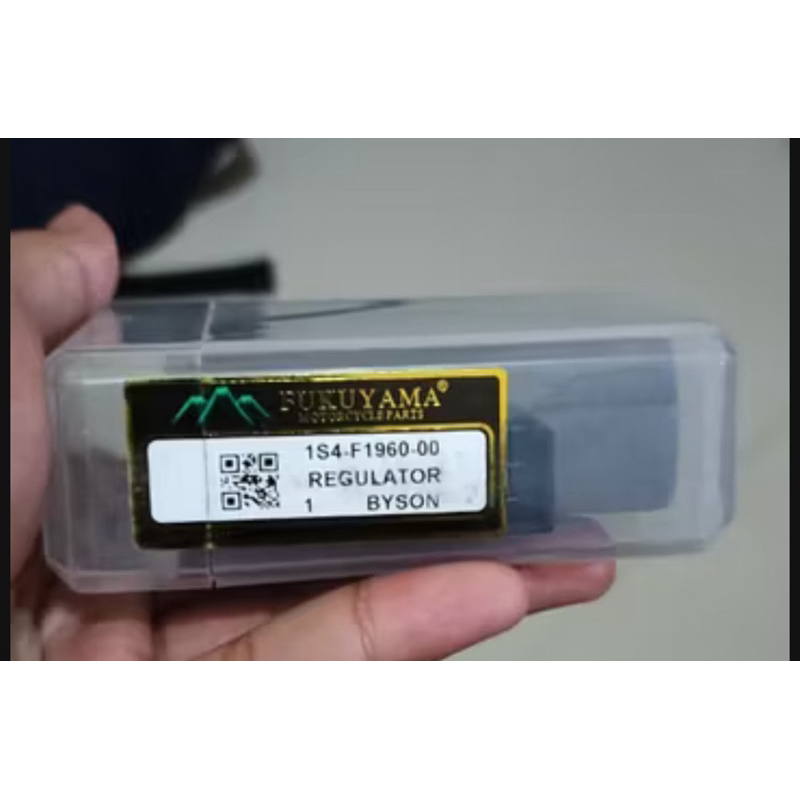 FUKUYAMA®
MOTORCYCLE PARTS
1S4-F1960-00
REGULATOR
1 BYSON